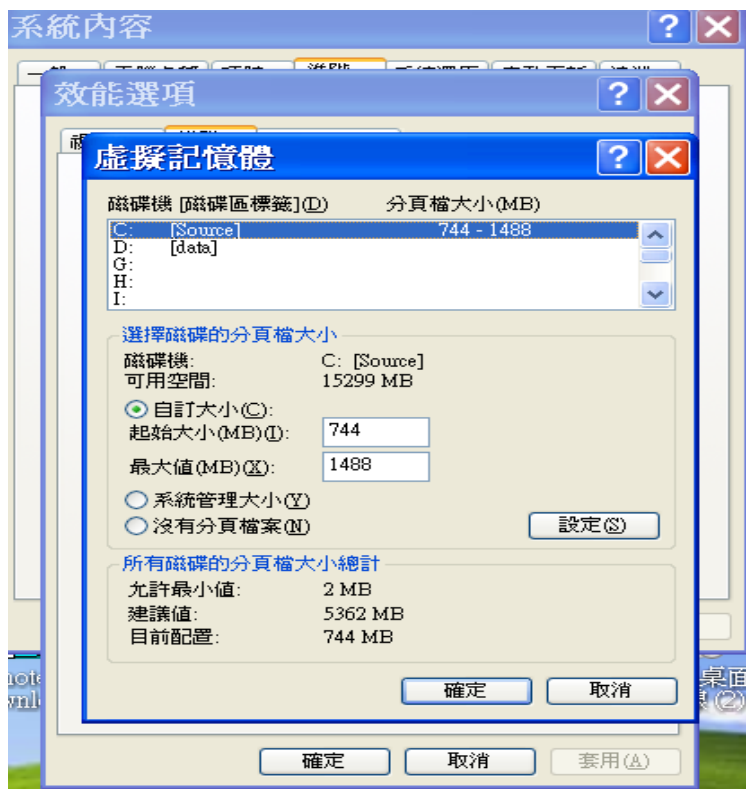 系統內容
效能選項
虛擬記憶體
磁碟機 [磁碟區標籤](D) 分頁檔大小(MB)
C: [Source] 744 - 1488
D: [data]
G:
H:
I:
選擇磁碟的分頁檔大小
磁碟機: C: [Source]
可用空間: 15299 MB
自訂大小(C):
起始大小(MB)(I): 744
最大值(MB)(X): 1488
系統管理大小(Y)
沒有分頁檔案(N)
設定(S)
所有磁碟的分頁檔大小總計
允許最小值: 2 MB
建議值: 5362 MB
目前配置: 744 MB
確定 取消
桌面
(2)
確定 取消 套用(A)